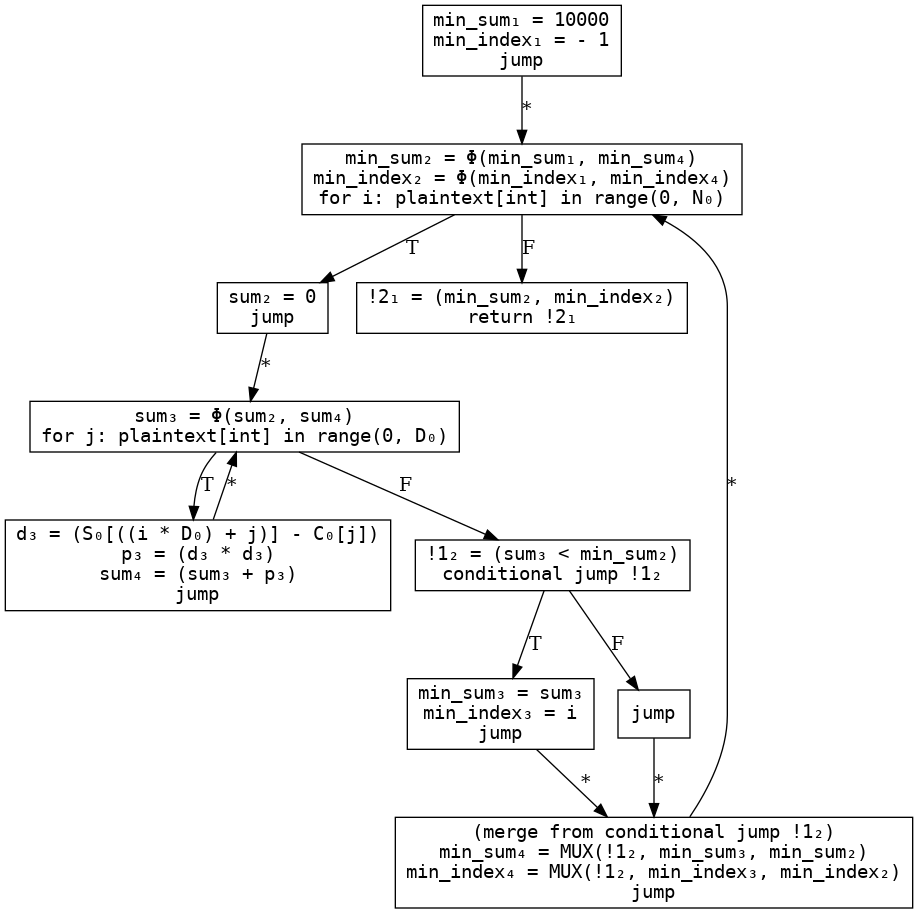 min_sum₁ = 10000
min_index₁ = - 1
jump
*
min_sum₂ = Φ(min_sum₁, min_sum₄)
min_index₂ = Φ(min_index₁, min_index₄)
for i: plaintext[int] in range(0, N₀)
T
F
sum₂ = 0
jump
!2₁ = (min_sum₂, min_index₂)
return !2₁
*
sum₃ = Φ(sum₂, sum₄)
for j: plaintext[int] in range(0, D₀)
T
*
F
*
d₃ = (S₀[((i * D₀) + j)] - C₀[j])
p₃ = (d₃ * d₃)
sum₄ = (sum₃ + p₃)
jump
!1₂ = (sum₃ < min_sum₂)
conditional jump !1₂
T
F
min_sum₃ = sum₃
min_index₃ = i
jump
jump
*
*
(merge from conditional jump !1₂)
min_sum₄ = MUX(!1₂, min_sum₃, min_sum₂)
min_index₄ = MUX(!1₂, min_index₃, min_index₂)
jump